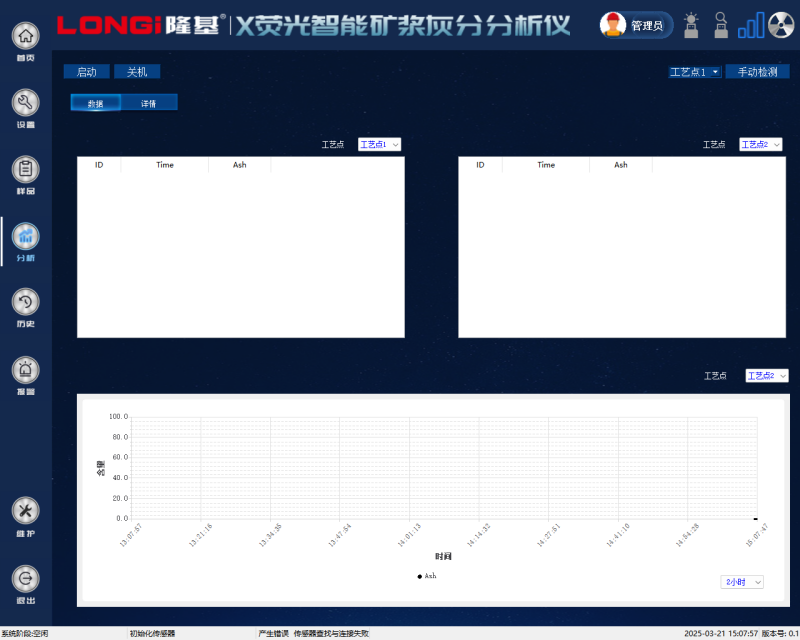 LONGi隆基® X荧光智能矿浆灰分分析仪
管理员
首页
设置
样品
分析
历史
报警
维护
退出
启动 关机
工艺点1 手动检测
数据 详情
工艺点 工艺点1
ID Time Ash
工艺点 工艺点2
ID Time Ash
工艺点 工艺点2
100.0
80.0
60.0
40.0
20.0
0.0
含量
13:07:57 13:21:16 13:34:35 13:47:54 14:01:13 14:14:32 14:27:51 14:41:10 14:54:28 15:07:47
时间
Ash
2小时
系统阶段:空闲 初始化传感器 产生错误 传感器查找与连接失败 2025-03-21 15:07:57 版本号: 0.1